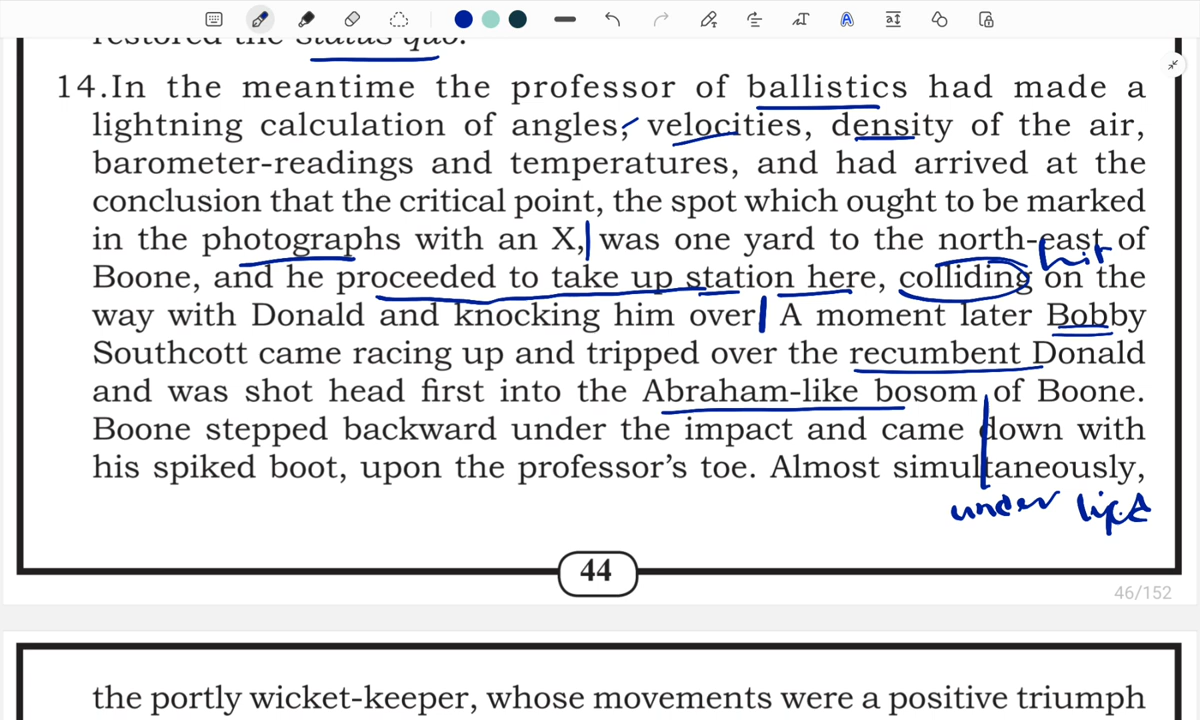 restored the status quo.
14.In the meantime the professor of ballistics had made a
lightning calculation of angles, velocities, density of the air,
barometer-readings and temperatures, and had arrived at the
conclusion that the critical point, the spot which ought to be marked
in the photographs with an X, was one yard to the north-east of
hit
Boone, and he proceeded to take up station here, colliding on the
way with Donald and knocking him over. A moment later Bobby
Southcott came racing up and tripped over the recumbent Donald
and was shot head first into the Abraham-like bosom of Boone.
Boone stepped backward under the impact and came down with
his spiked boot, upon the professor's toe. Almost simultaneously,
under
44
46/152
the portly wicket-keeper, whose movements were a positive triumph